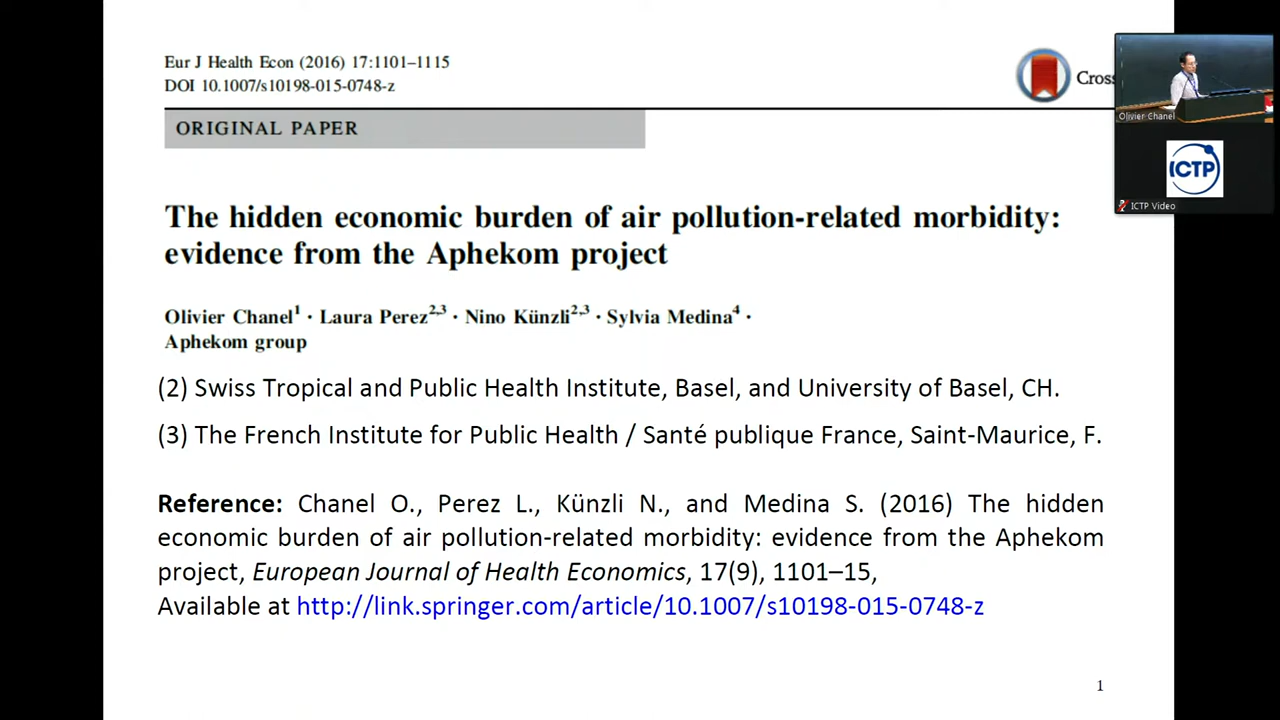 Eur J Health Econ (2016) 17:1101–1115
DOI 10.1007/s10198-015-0748-z
Cross
ORIGINAL PAPER
The hidden economic burden of air pollution-related morbidity:
evidence from the Aphekom project
Olivier Chanel1 · Laura Perez2,3 · Nino Künzli2,3 · Sylvia Medina4 ·
Aphekom group
(2) Swiss Tropical and Public Health Institute, Basel, and University of Basel, CH.
(3) The French Institute for Public Health / Santé publique France, Saint-Maurice, F.
Reference: Chanel O., Perez L., Künzli N., and Medina S. (2016) The hidden
economic burden of air pollution-related morbidity: evidence from the Aphekom
project, European Journal of Health Economics, 17(9), 1101–15,
Available at http://link.springer.com/article/10.1007/s10198-015-0748-z
1
Olivier Chanel
ICTP
ICTP Video